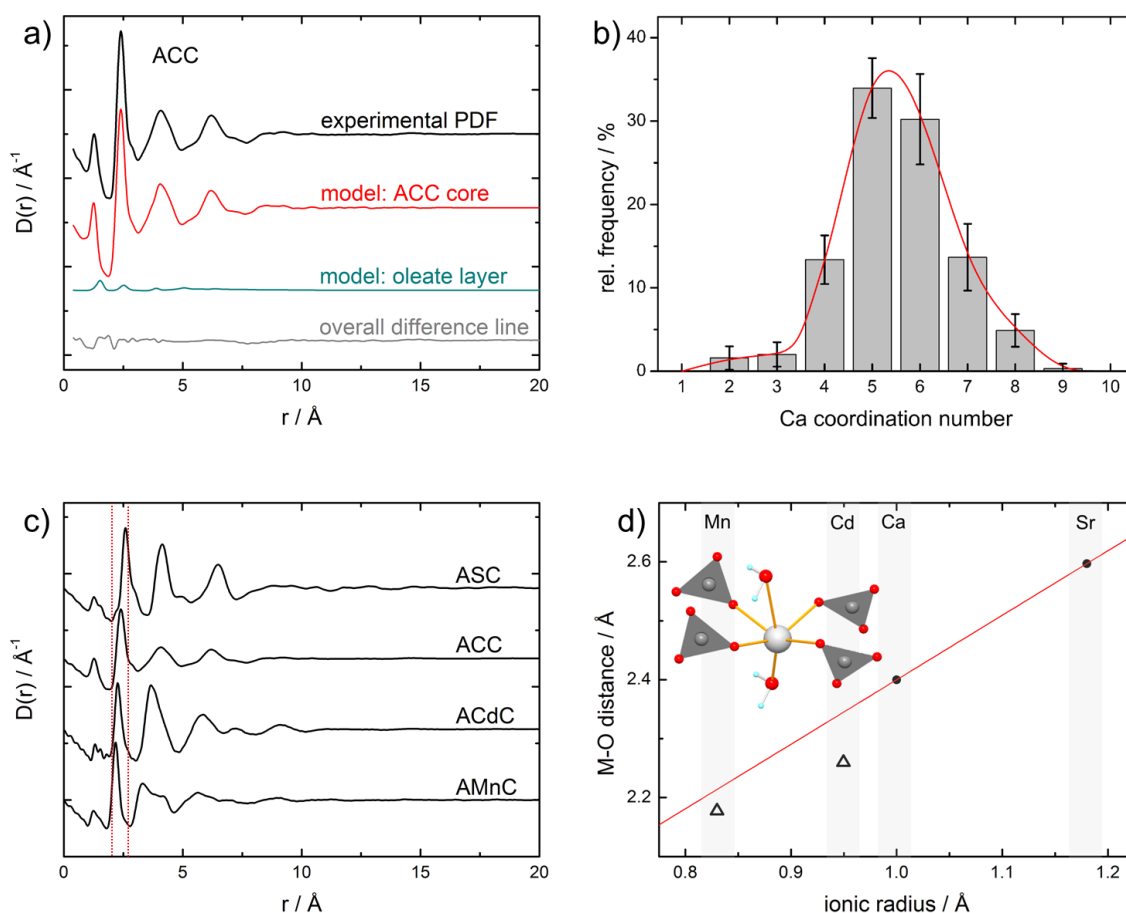 a)
ACC
experimental PDF
model: ACC core
model: oleate layer
overall difference line
D(r) / Å⁻¹
0 5 10 15 20
r / Å
b)
40
30
20
10
0
rel. frequency / %
1 2 3 4 5 6 7 8 9 10
Ca coordination number
c)
ASC
ACC
ACdC
AMnC
D(r) / Å⁻¹
0 5 10 15 20
r / Å
d)
Mn Cd Ca Sr
2.6
2.4
2.2
M-O distance / Å
0.8 0.9 1.0 1.1 1.2
ionic radius / Å